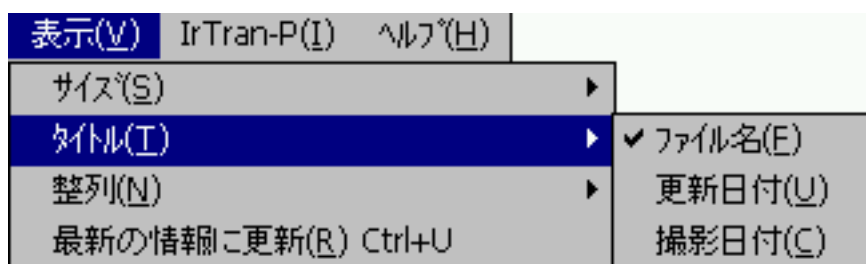 表示(V) IrTran-P(I) ヘルプ(H)
サイズ(S)
タイトル(T)
整列(N)
最新の情報に更新(R) Ctrl+U
ファイル名(F)
更新日付(U)
撮影日付(C)